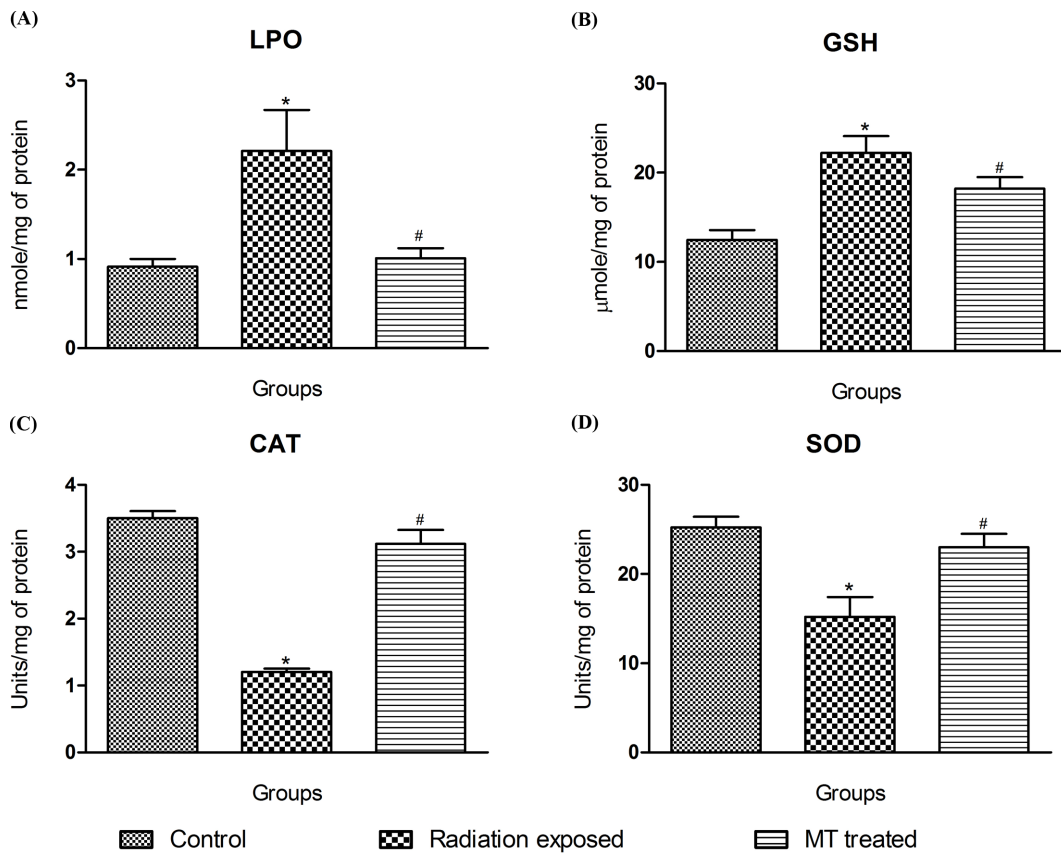 (A)
LPO
nmole/mg of protein
3
2
1
0
*
#
Groups
(B)
GSH
μmole/mg of protein
30
20
10
0
*
#
Groups
(C)
CAT
Units/mg of protein
4
3
2
1
0
*
#
Groups
(D)
SOD
Units/mg of protein
30
20
10
0
*
#
Groups
Control Radiation exposed MT treated